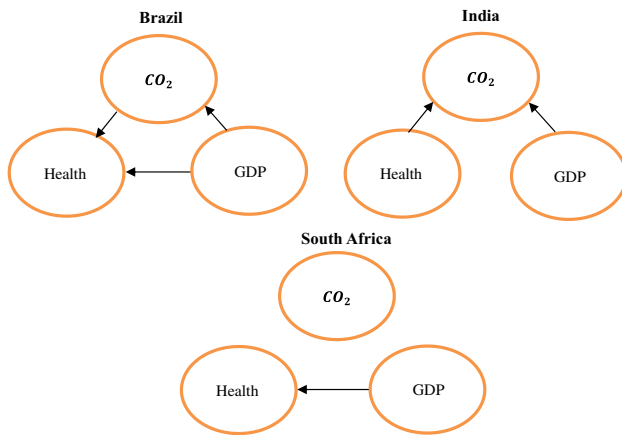 Brazil
CO₂
Health
GDP
India
CO₂
Health
GDP
South Africa
CO₂
Health
GDP